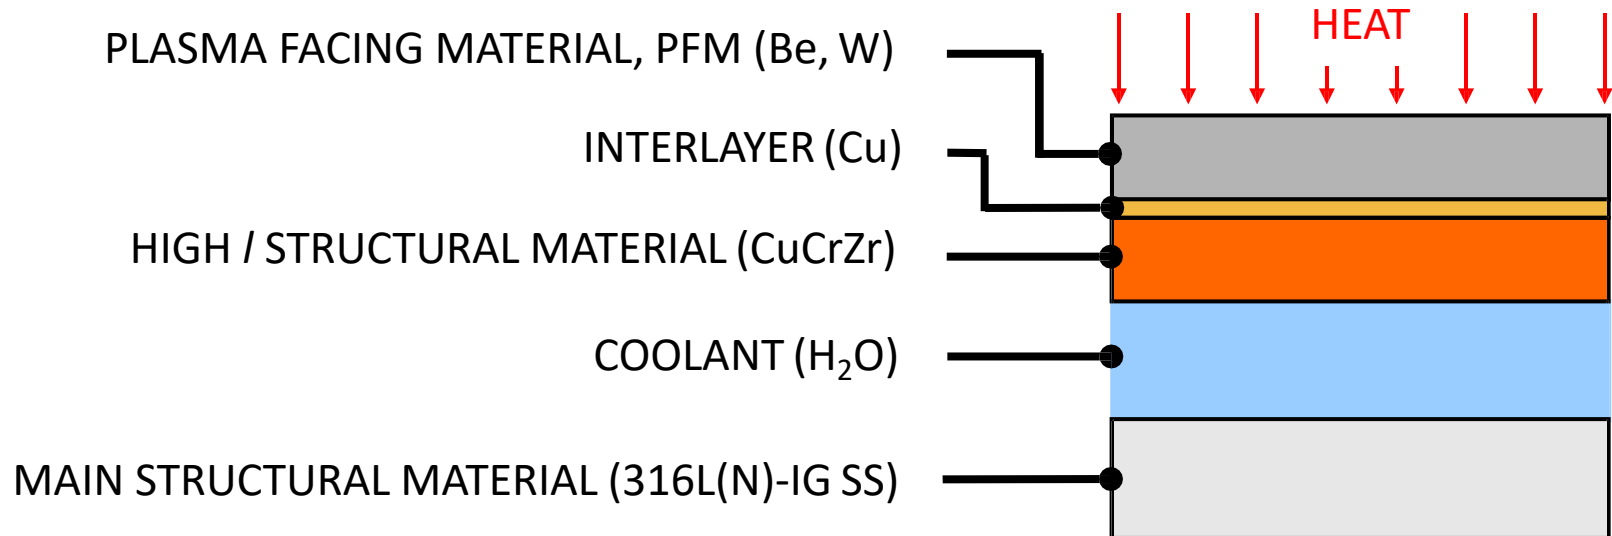 PLASMA FACING MATERIAL, PFM (Be, W)
HEAT
INTERLAYER (Cu)
HIGH l STRUCTURAL MATERIAL (CuCrZr)
COOLANT (H₂O)
MAIN STRUCTURAL MATERIAL (316L(N)-IG SS)